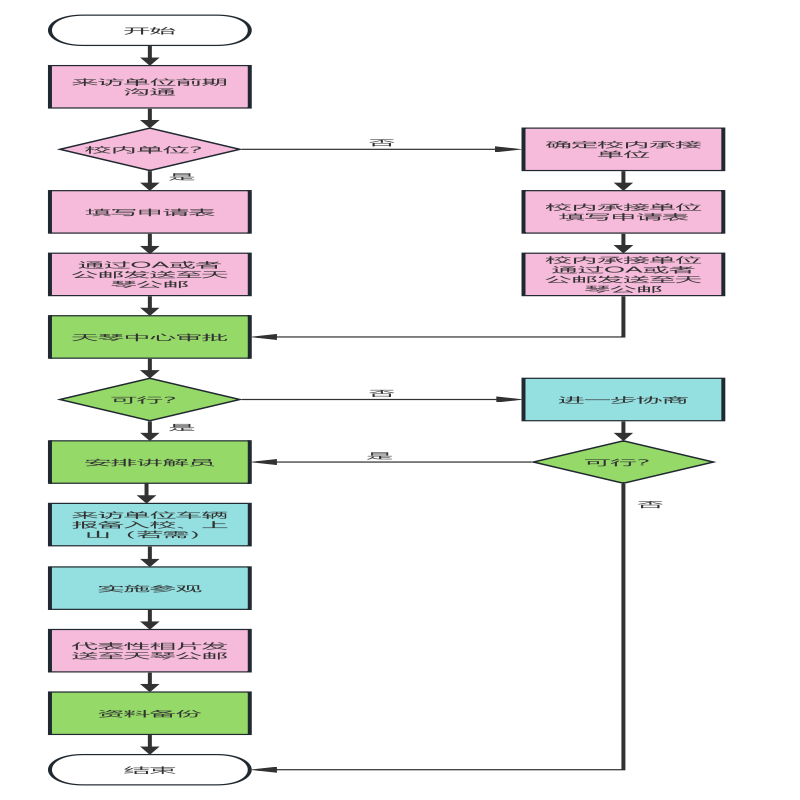 开始
来访单位前期
沟通
校内单位?
否
是
确定校内承接
单位
填写申请表
校内承接单位
填写申请表
通过OA或者
公邮发送至天
琴公邮
校内承接单位
通过OA或者
公邮发送至天
琴公邮
天琴中心审批
可行?
否
是
进一步协商
安排讲解员
是
可行?
否
来访单位车辆
报备入校、上
山（若需）
实施参观
代表性相片发
送至天琴公邮
资料备份
结束